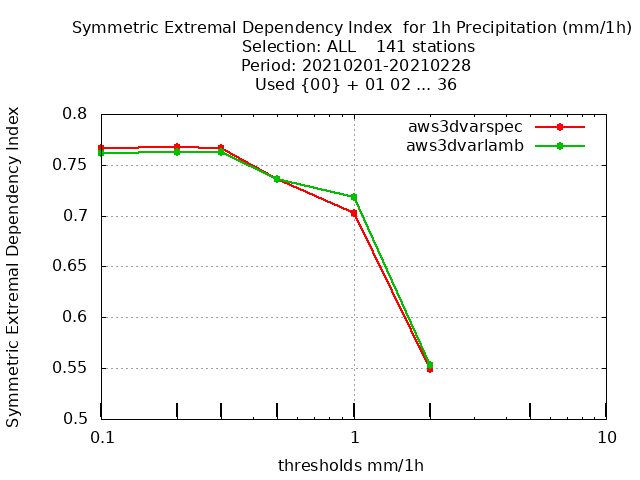 Symmetric Extremal Dependency Index  for 1h Precipitation (mm/1h)
Selection: ALL    141 stations
Period: 20210201-20210228
Used {00} + 01 02 ... 36
Symmetric Extremal Dependency Index
0.8
0.75
0.7
0.65
0.6
0.55
0.5
aws3dvarspec
aws3dvarlamb
0.1 1 10
thresholds mm/1h